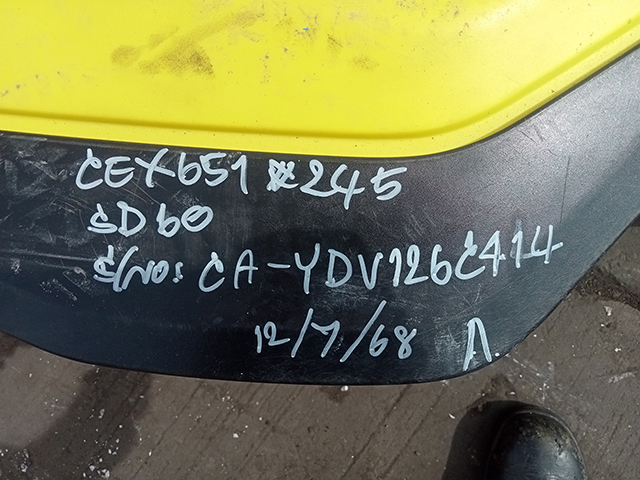 CEX651 #245
SD60
S/NO: CA-YDV126C414
12/7/68 A.